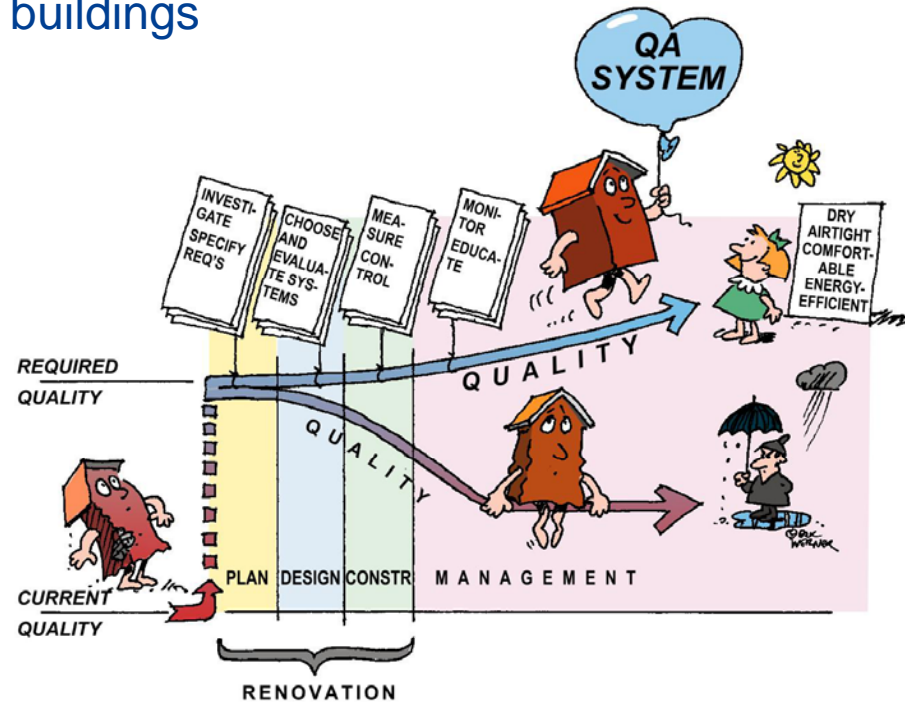 buildings
QA
SYSTEM
INVESTI-
GATE
SPECIFY
REQ'S
CHOOSE
AND
EVALUA-
TE SYS-
TEMS
MEA-
SURE
CON-
TROL
MONI-
TOR
EDUCA-
TE
DRY
AIRTIGHT
COMFORT-
ABLE
ENERGY-
EFFICIENT
REQUIRED
QUALITY
QUALITY
QUALITY
PLAN
DESIGN
CONSTR
MANAGEMENT
CURRENT
QUALITY
RENOVATION